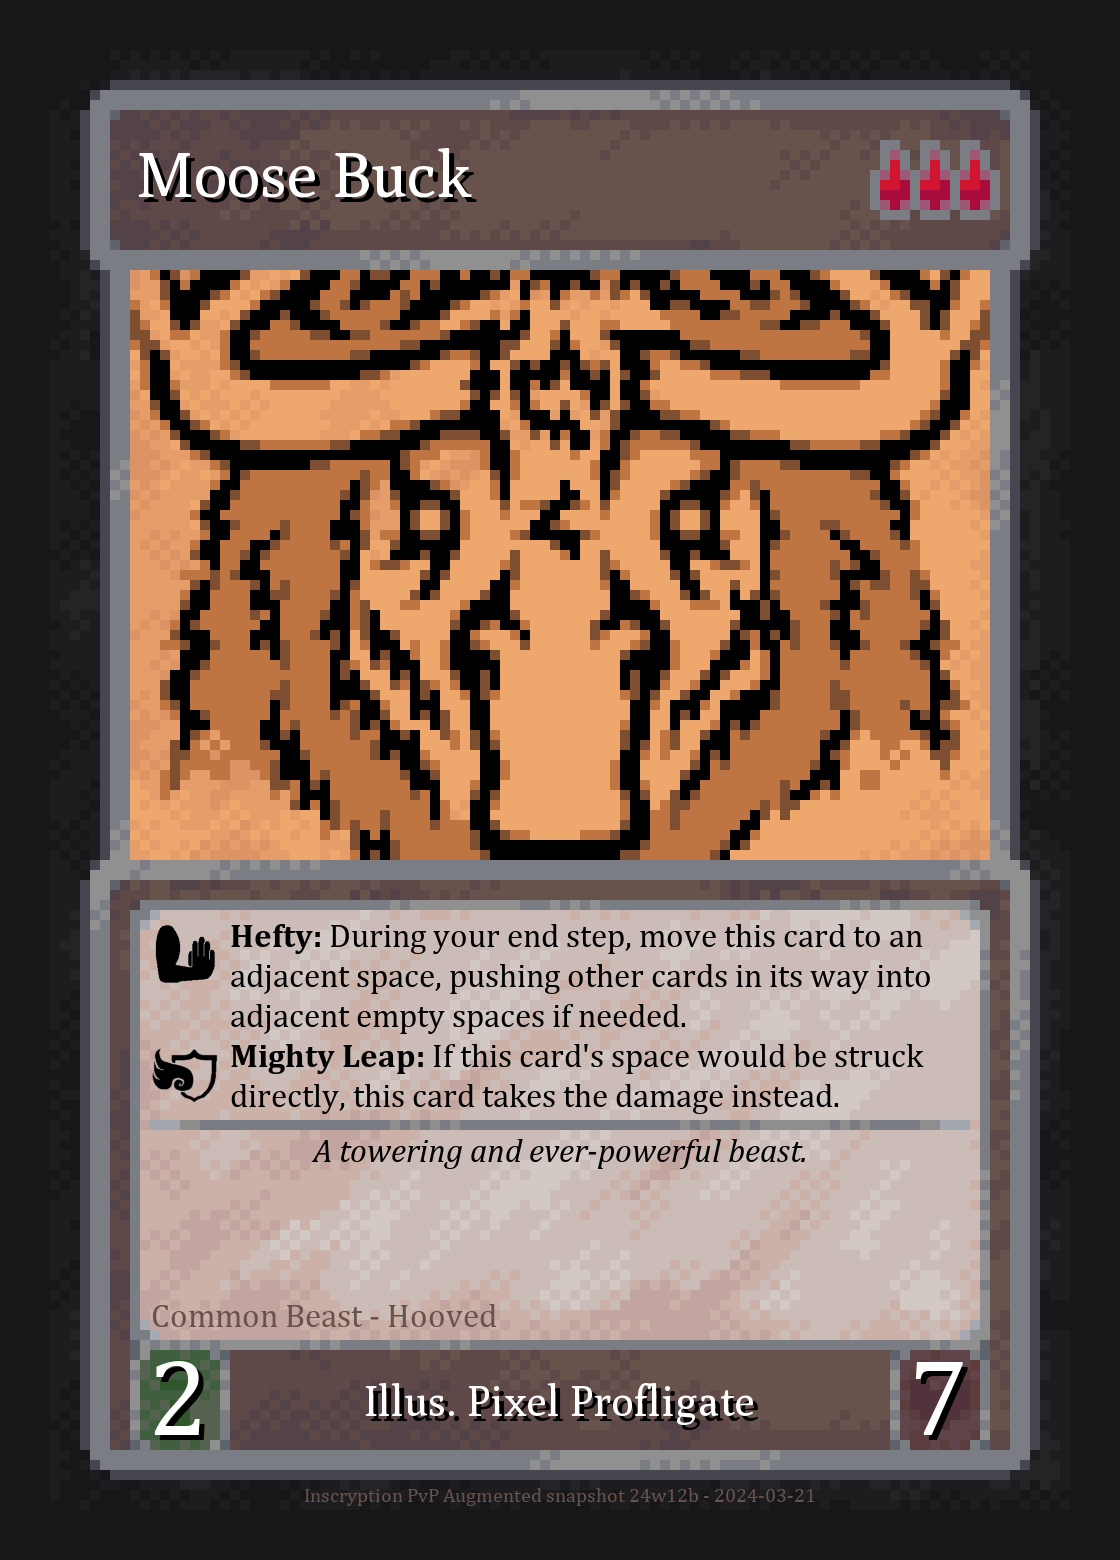 Moose Buck
Hefty: During your end step, move this card to an
adjacent space, pushing other cards in its way into
adjacent empty spaces if needed.
Mighty Leap: If this card's space would be struck
directly, this card takes the damage instead.
A towering and ever-powerful beast.
Common Beast - Hooved
2
Illus. Pixel Profligate
7
Inscryption PvP Augmented snapshot 24w12b - 2024-03-21